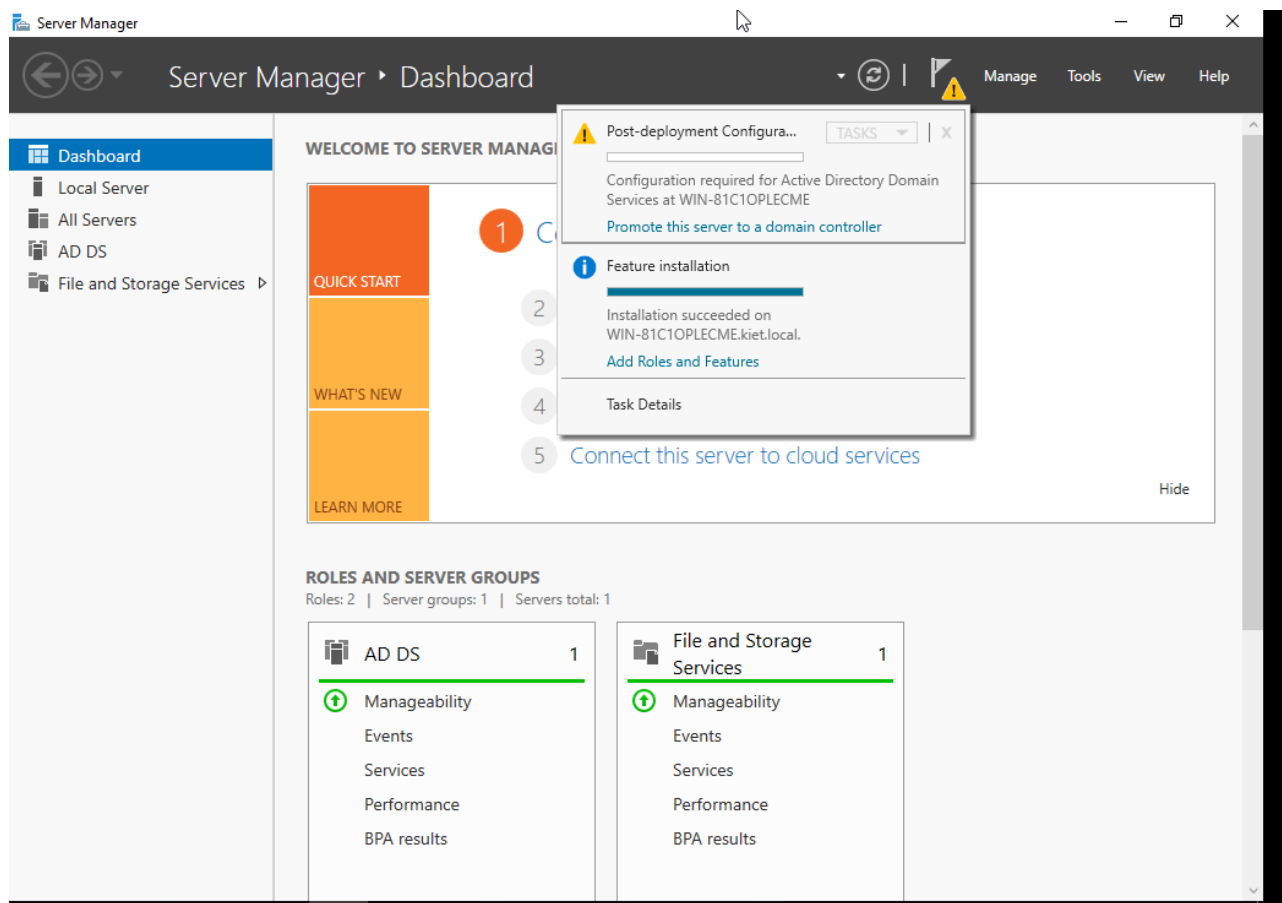 Server Manager
Server Manager ‣ Dashboard
Manage Tools View Help
Dashboard
Local Server
All Servers
AD DS
File and Storage Services
WELCOME TO SERVER MANAG
QUICK START
WHAT'S NEW
LEARN MORE
1
2
3
4
5 Connect this server to cloud services
Hide
Post-deployment Configura... TASKS X
Configuration required for Active Directory Domain
Services at WIN-81C1OPLECME
Promote this server to a domain controller
Feature installation
Installation succeeded on
WIN-81C1OPLECME.kiet.local.
Add Roles and Features
Task Details
ROLES AND SERVER GROUPS
Roles: 2 | Server groups: 1 | Servers total: 1
AD DS 1
Manageability
Events
Services
Performance
BPA results
File and Storage
Services 1
Manageability
Events
Services
Performance
BPA results